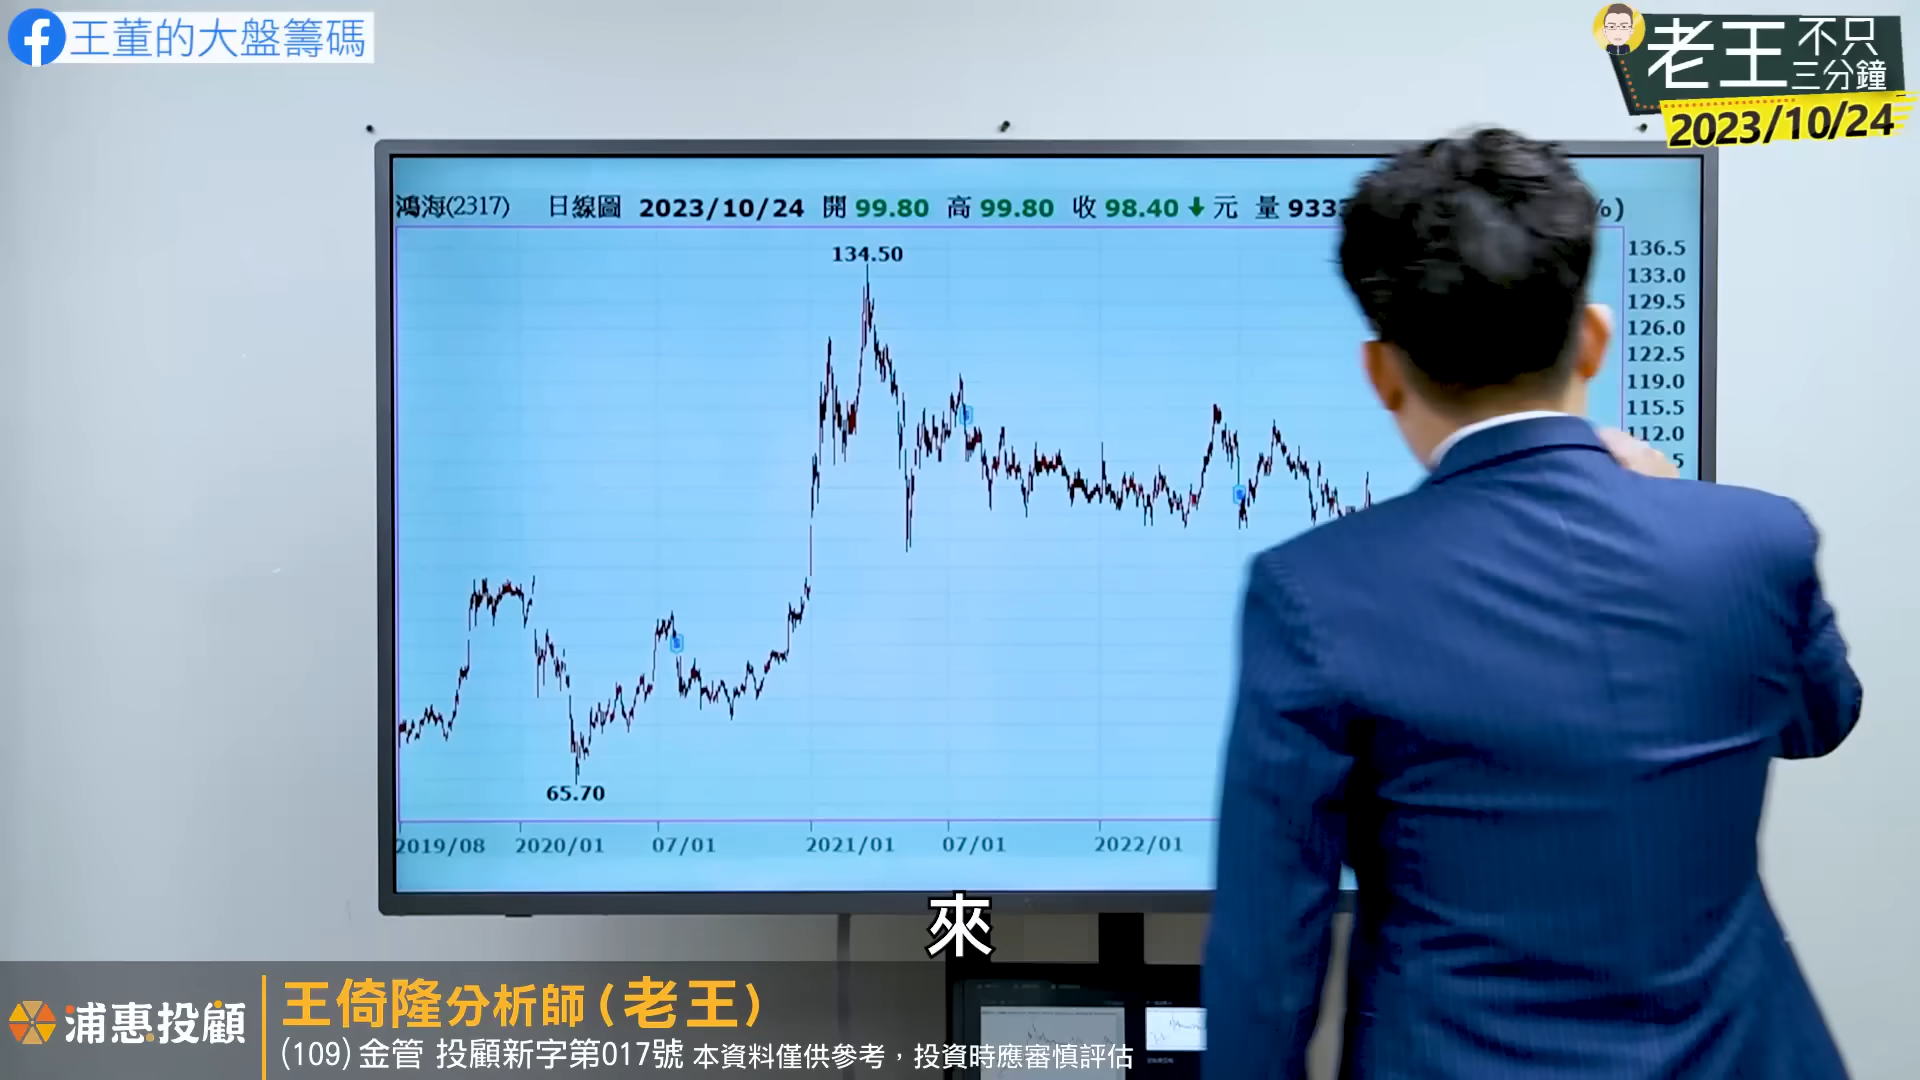 王董的大盤籌碼
老王不只三分鐘
2023/10/24
鴻海(2317) 日線圖 2023/10/24 開 99.80 高 99.80 收 98.40 ↓ 元 量 933 %)
134.50
136.5
133.0
129.5
126.0
122.5
119.0
115.5
112.0
5
65.70
2019/08 2020/01 07/01 2021/01 07/01 2022/01
來
浦惠投顧
王倚隆分析師(老王)
(109)金管 投顧新字第017號 本資料僅供參考,投資時應審慎評估